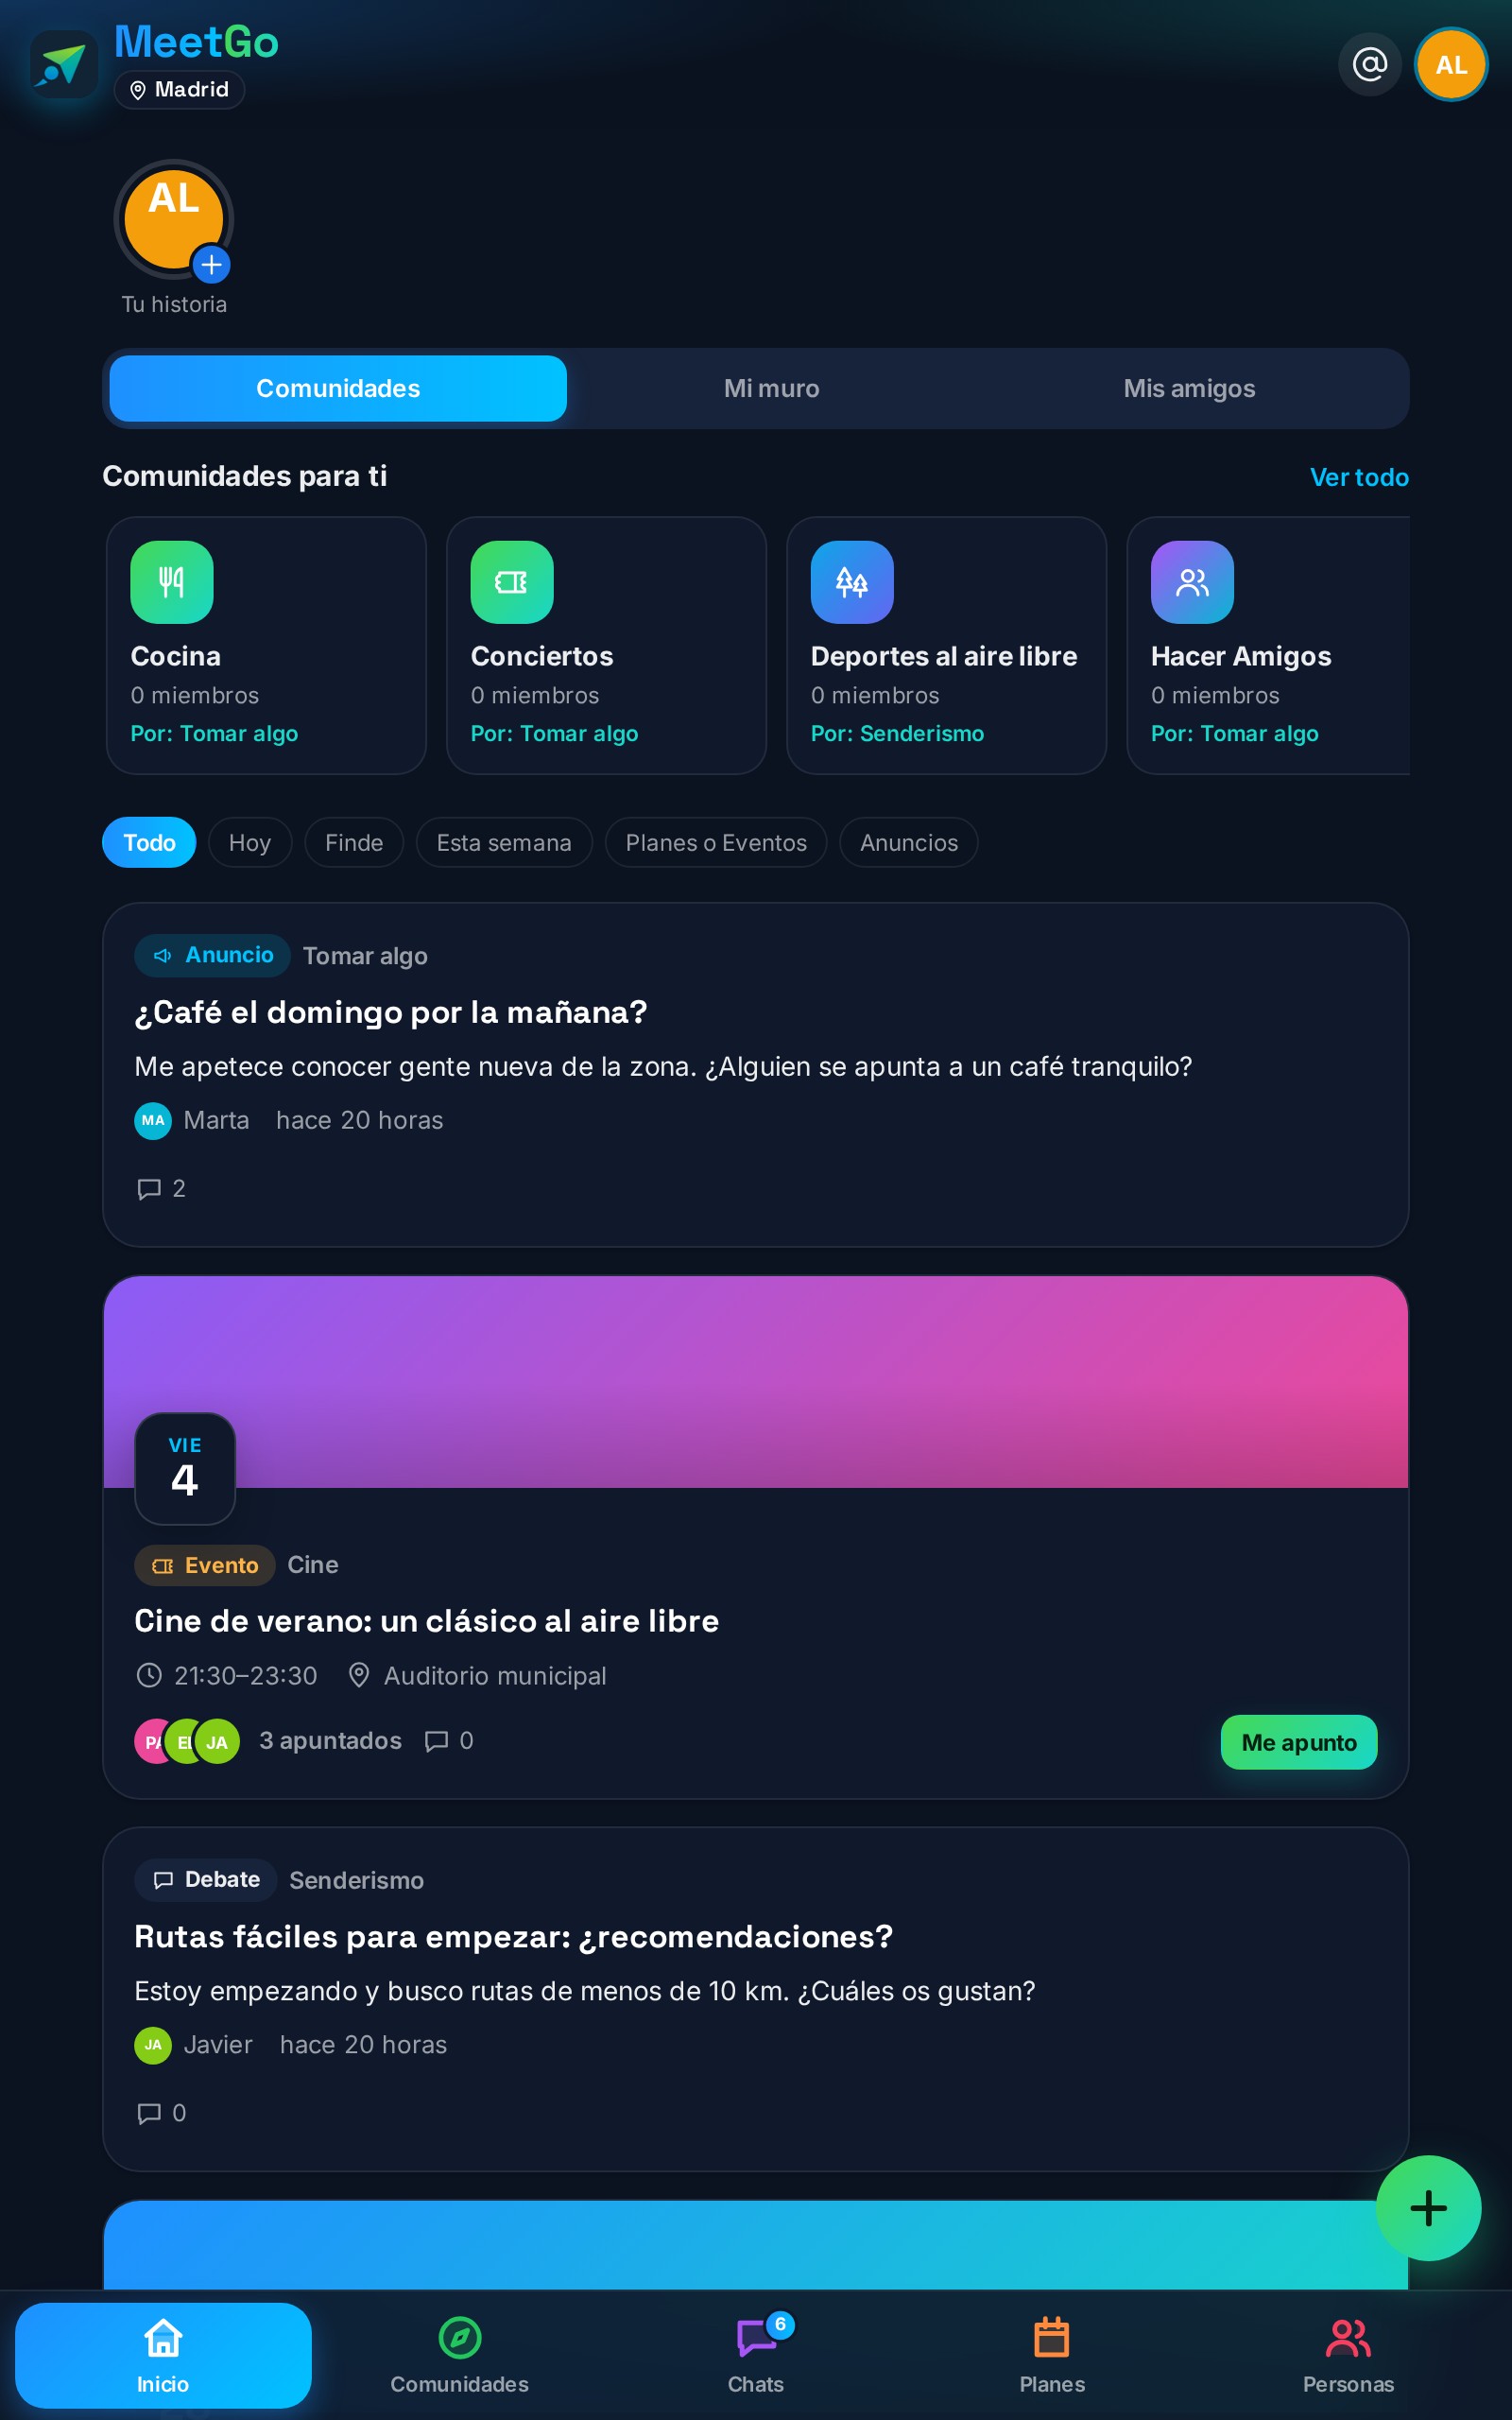 MeetGo
Madrid
AL
AL
Tu historia
Comunidades Mi muro Mis amigos
Comunidades para ti Ver todo
Cocina
0 miembros
Por: Tomar algo
Conciertos
0 miembros
Por: Tomar algo
Deportes al aire libre
0 miembros
Por: Senderismo
Hacer Amigos
0 miembros
Por: Tomar algo
Todo Hoy Finde Esta semana Planes o Eventos Anuncios
Anuncio Tomar algo
¿Café el domingo por la mañana?
Me apetece conocer gente nueva de la zona. ¿Alguien se apunta a un café tranquilo?
MA Marta hace 20 horas
2
VIE
4
Evento Cine
Cine de verano: un clásico al aire libre
21:30–23:30 Auditorio municipal
PA JA 3 apuntados 0 Me apunto
Debate Senderismo
Rutas fáciles para empezar: ¿recomendaciones?
Estoy empezando y busco rutas de menos de 10 km. ¿Cuáles os gustan?
JA Javier hace 20 horas
0
6
Inicio Comunidades Chats Planes Personas